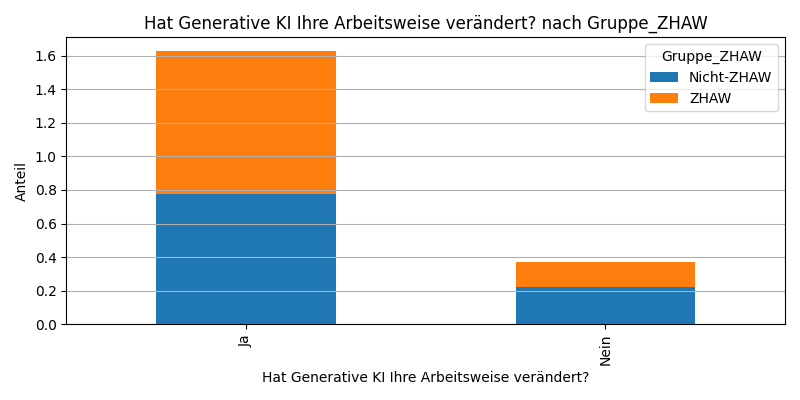 Hat Generative KI Ihre Arbeitsweise verändert? nach Gruppe_ZHAW
Gruppe_ZHAW
Nicht-ZHAW
ZHAW
Anteil
1.6
1.4
1.2
1.0
0.8
0.6
0.4
0.2
0.0
Ja
Nein
Hat Generative KI Ihre Arbeitsweise verändert?